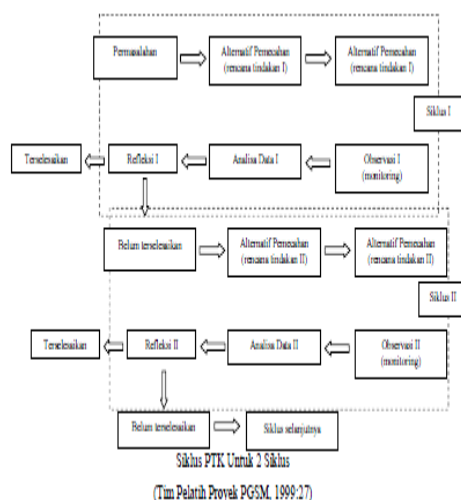 Permasalahan
Alternatif Pemecahan
(rencana tindakan I)
Alternatif Pemecahan
(rencana tindakan I)
Siklus I
Terselesaikan
Refleksi I
Analisa Data I
Observasi I
(monitoring)
Belum terselesaikan
Alternatif Pemecahan
(rencana tindakan II)
Alternatif Pemecahan
(rencana tindakan II)
Siklus II
Terselesaikan
Refleksi II
Analisa Data II
Observasi II
(monitoring)
Belum terselesaikan
Siklus selanjutnya
Siklus PTK Untuk 2 Siklus
(Tim Pelatih Proyek PGSM, 1999:27)